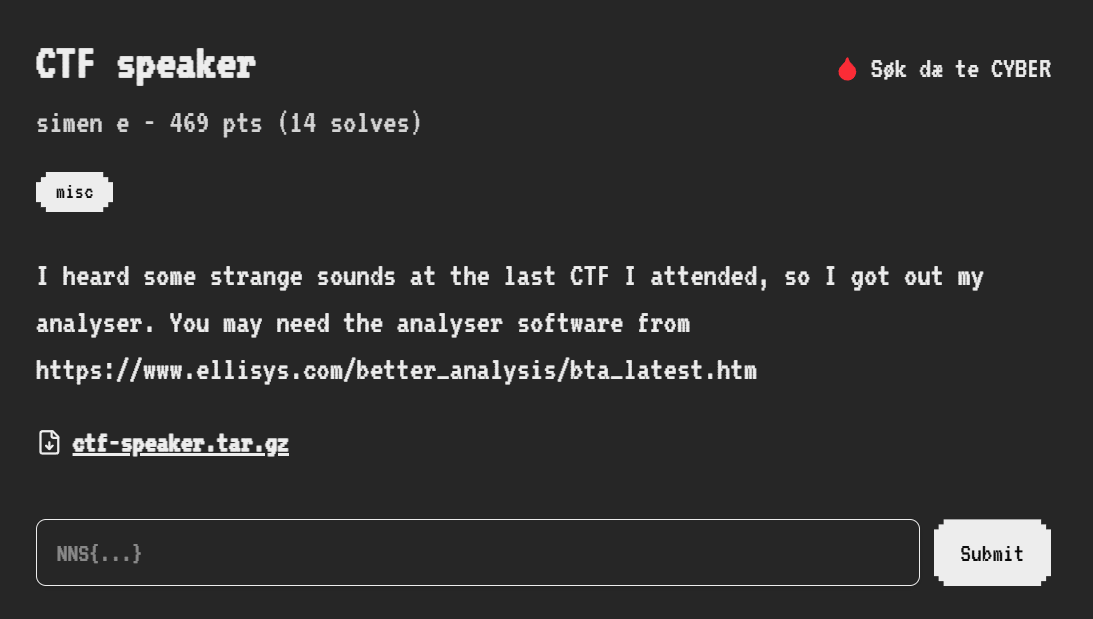 CTF speaker
Søk dæ te CYBER
simen e - 469 pts (14 solves)
misc
I heard some strange sounds at the last CTF I attended, so I got out my
analyser. You may need the analyser software from
https://www.ellisys.com/better_analysis/bta_latest.htm
ctf-speaker.tar.gz
NNS{...}
Submit